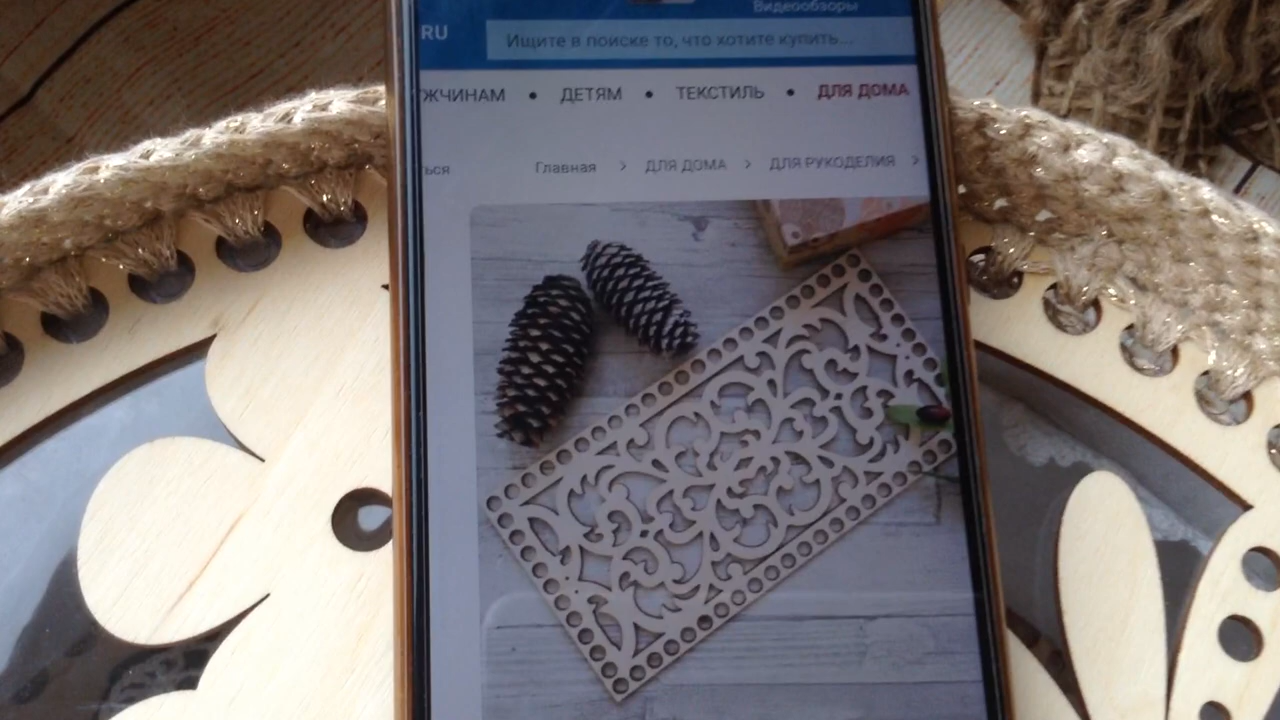 Видеообзоры
RU
Ищите в поиске то, что хотите купить...
ЖЧИНАМ • ДЕТЯМ • ТЕКСТИЛЬ • ДЛЯ ДОМА
ться Главная > ДЛЯ ДОМА > ДЛЯ РУКОДЕЛИЯ >